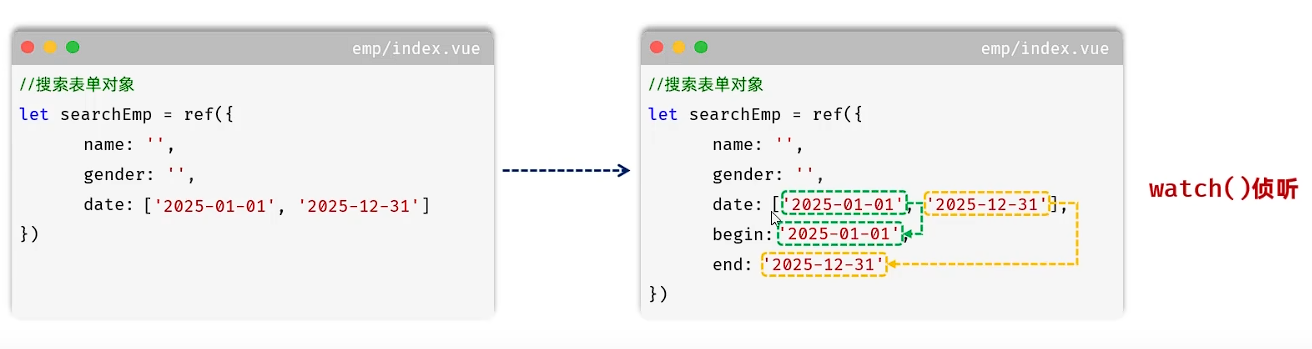 emp/index.vue
//搜索表单对象
let searchEmp = ref({
name: '',
gender: '',
date: ['2025-01-01', '2025-12-31']
})
emp/index.vue
//搜索表单对象
let searchEmp = ref({
name: '',
gender: '',
date: ['2025-01-01', '2025-12-31'],
begin: '2025-01-01',
end: '2025-12-31'
})
watch()侦听